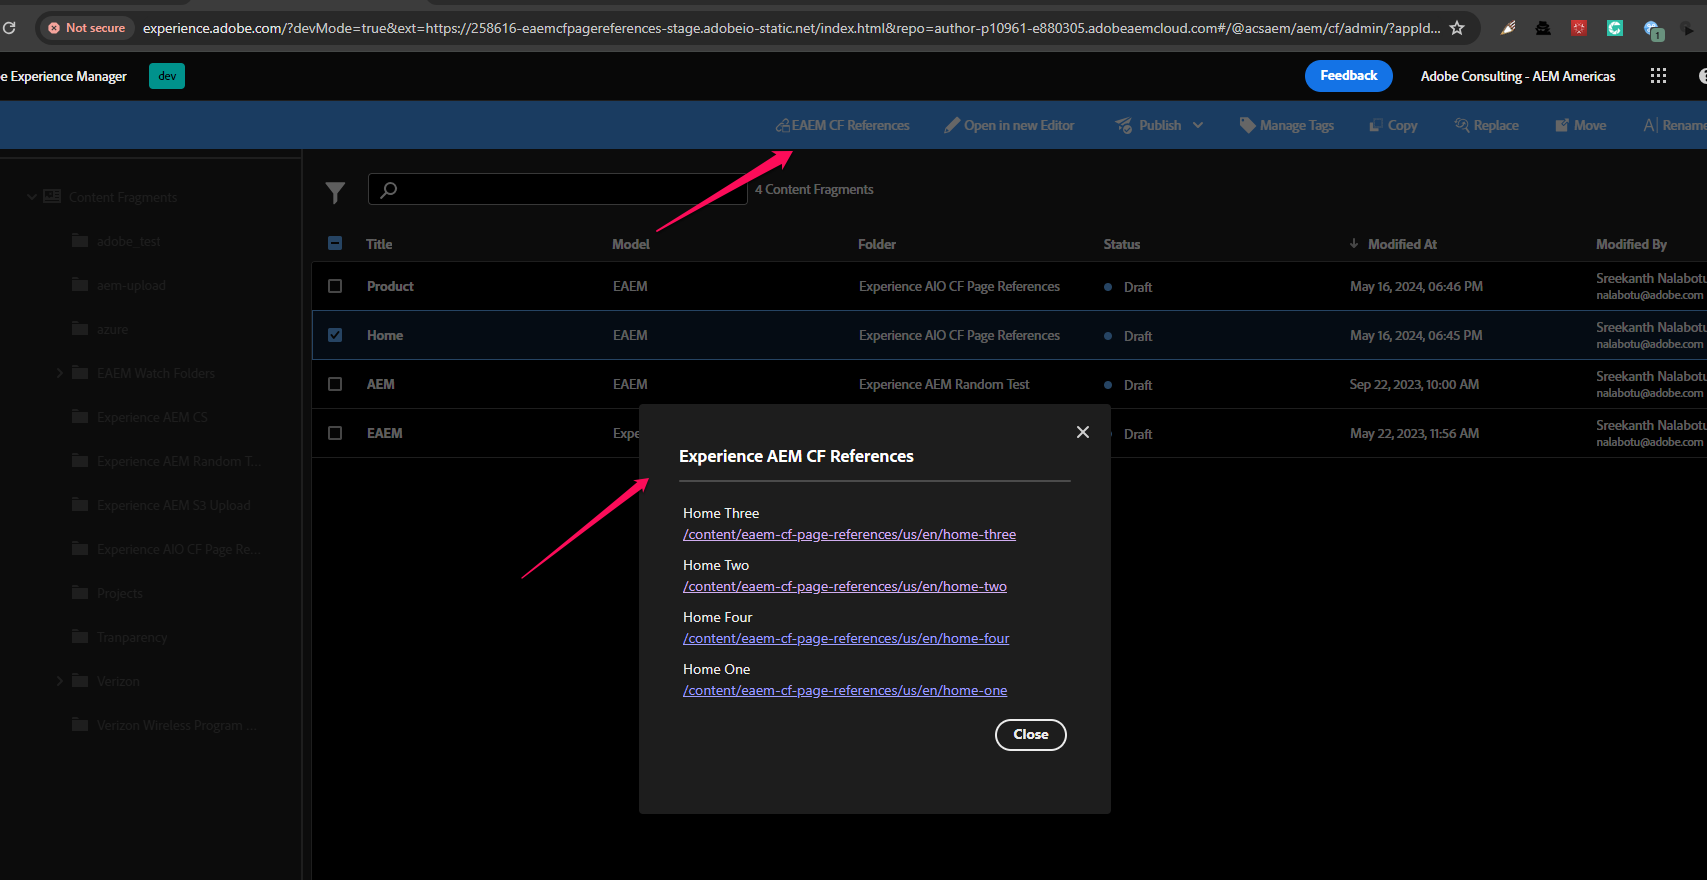 Not secure experience.adobe.com/?devMode=true&ext=https://258616-eaemcfpagereferences-stage.adobeio-static.net/index.html&repo=author-p10961-e880305.adobeaemcloud.com#/@acsaem/aem/cf/admin/?appId... 1
e Experience Manager dev Feedback Adobe Consulting - AEM Americas
EAEM CF References Open in new Editor Publish Manage Tags Copy Replace Move Rename
Content Fragments
adobe_test
aem-upload
azure
EAEM Watch Folders
Experience AEM CS
Experience AEM Random T...
Experience AEM S3 Upload
Experience AIO CF Page Re...
Projects
Tranparency
Verizon
Verizon Wireless Program ...
4 Content Fragments
Title Model Folder Status Modified At Modified By
Product EAEM Experience AIO CF Page References Draft May 16, 2024, 06:46 PM Sreekanth Nalabotu
nalabotu@adobe.com
Home EAEM Experience AIO CF Page References Draft May 16, 2024, 06:45 PM Sreekanth Nalabotu
nalabotu@adobe.com
AEM EAEM Experience AEM Random Test Draft Sep 22, 2023, 10:00 AM Sreekanth Nalabotu
nalabotu@adobe.com
EAEM Expe Draft May 22, 2023, 11:56 AM Sreekanth Nalabotu
nalabotu@adobe.com
Experience AEM CF References
Home Three
/content/eaem-cf-page-references/us/en/home-three
Home Two
/content/eaem-cf-page-references/us/en/home-two
Home Four
/content/eaem-cf-page-references/us/en/home-four
Home One
/content/eaem-cf-page-references/us/en/home-one
Close